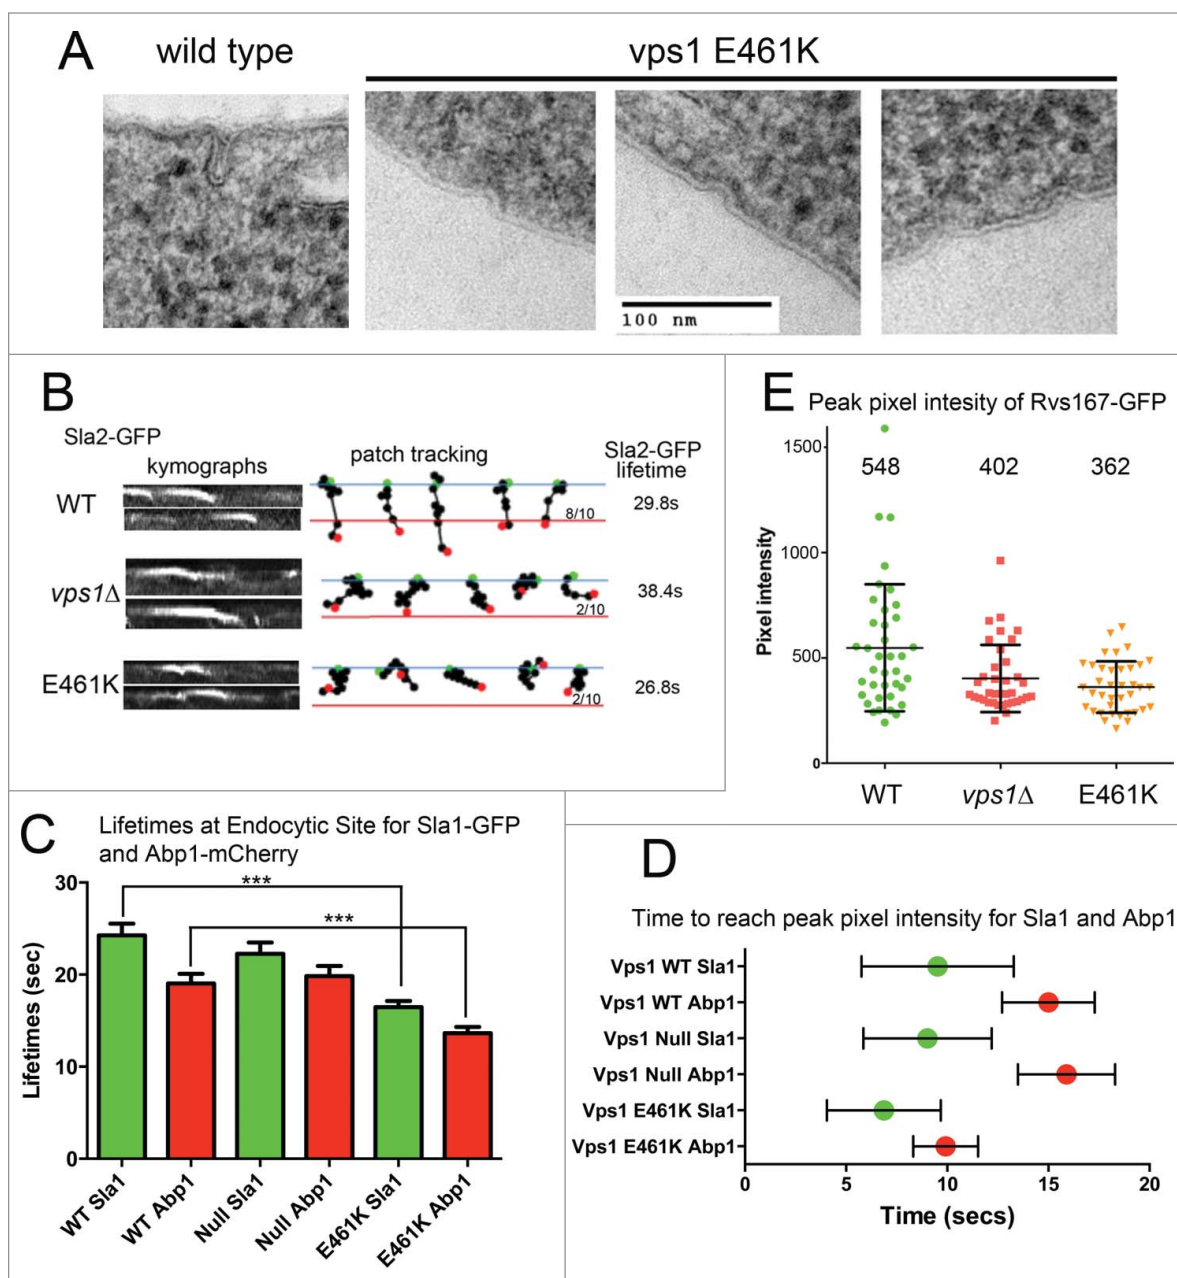 A
wild type
vps1 E461K
100 nm
B
Sla2-GFP
kymographs
patch tracking
Sla2-GFP
lifetime
WT
8/10
29.8s
vps1Δ
2/10
38.4s
E461K
2/10
26.8s
E
Peak pixel intesity of Rvs167-GFP
1500
548
402
362
1000
Pixel intensity
500
0
WT
vps1Δ
E461K
C
Lifetimes at Endocytic Site for Sla1-GFP
and Abp1-mCherry
30
***
***
20
Lifetimes (sec)
10
0
WT Sla1
WT Abp1
Null Sla1
Null Abp1
E461K Sla1
E461K Abp1
D
Time to reach peak pixel intensity for Sla1 and Abp1
Vps1 WT Sla1
Vps1 WT Abp1
Vps1 Null Sla1
Vps1 Null Abp1
Vps1 E461K Sla1
Vps1 E461K Abp1
0 5 10 15 20
Time (secs)